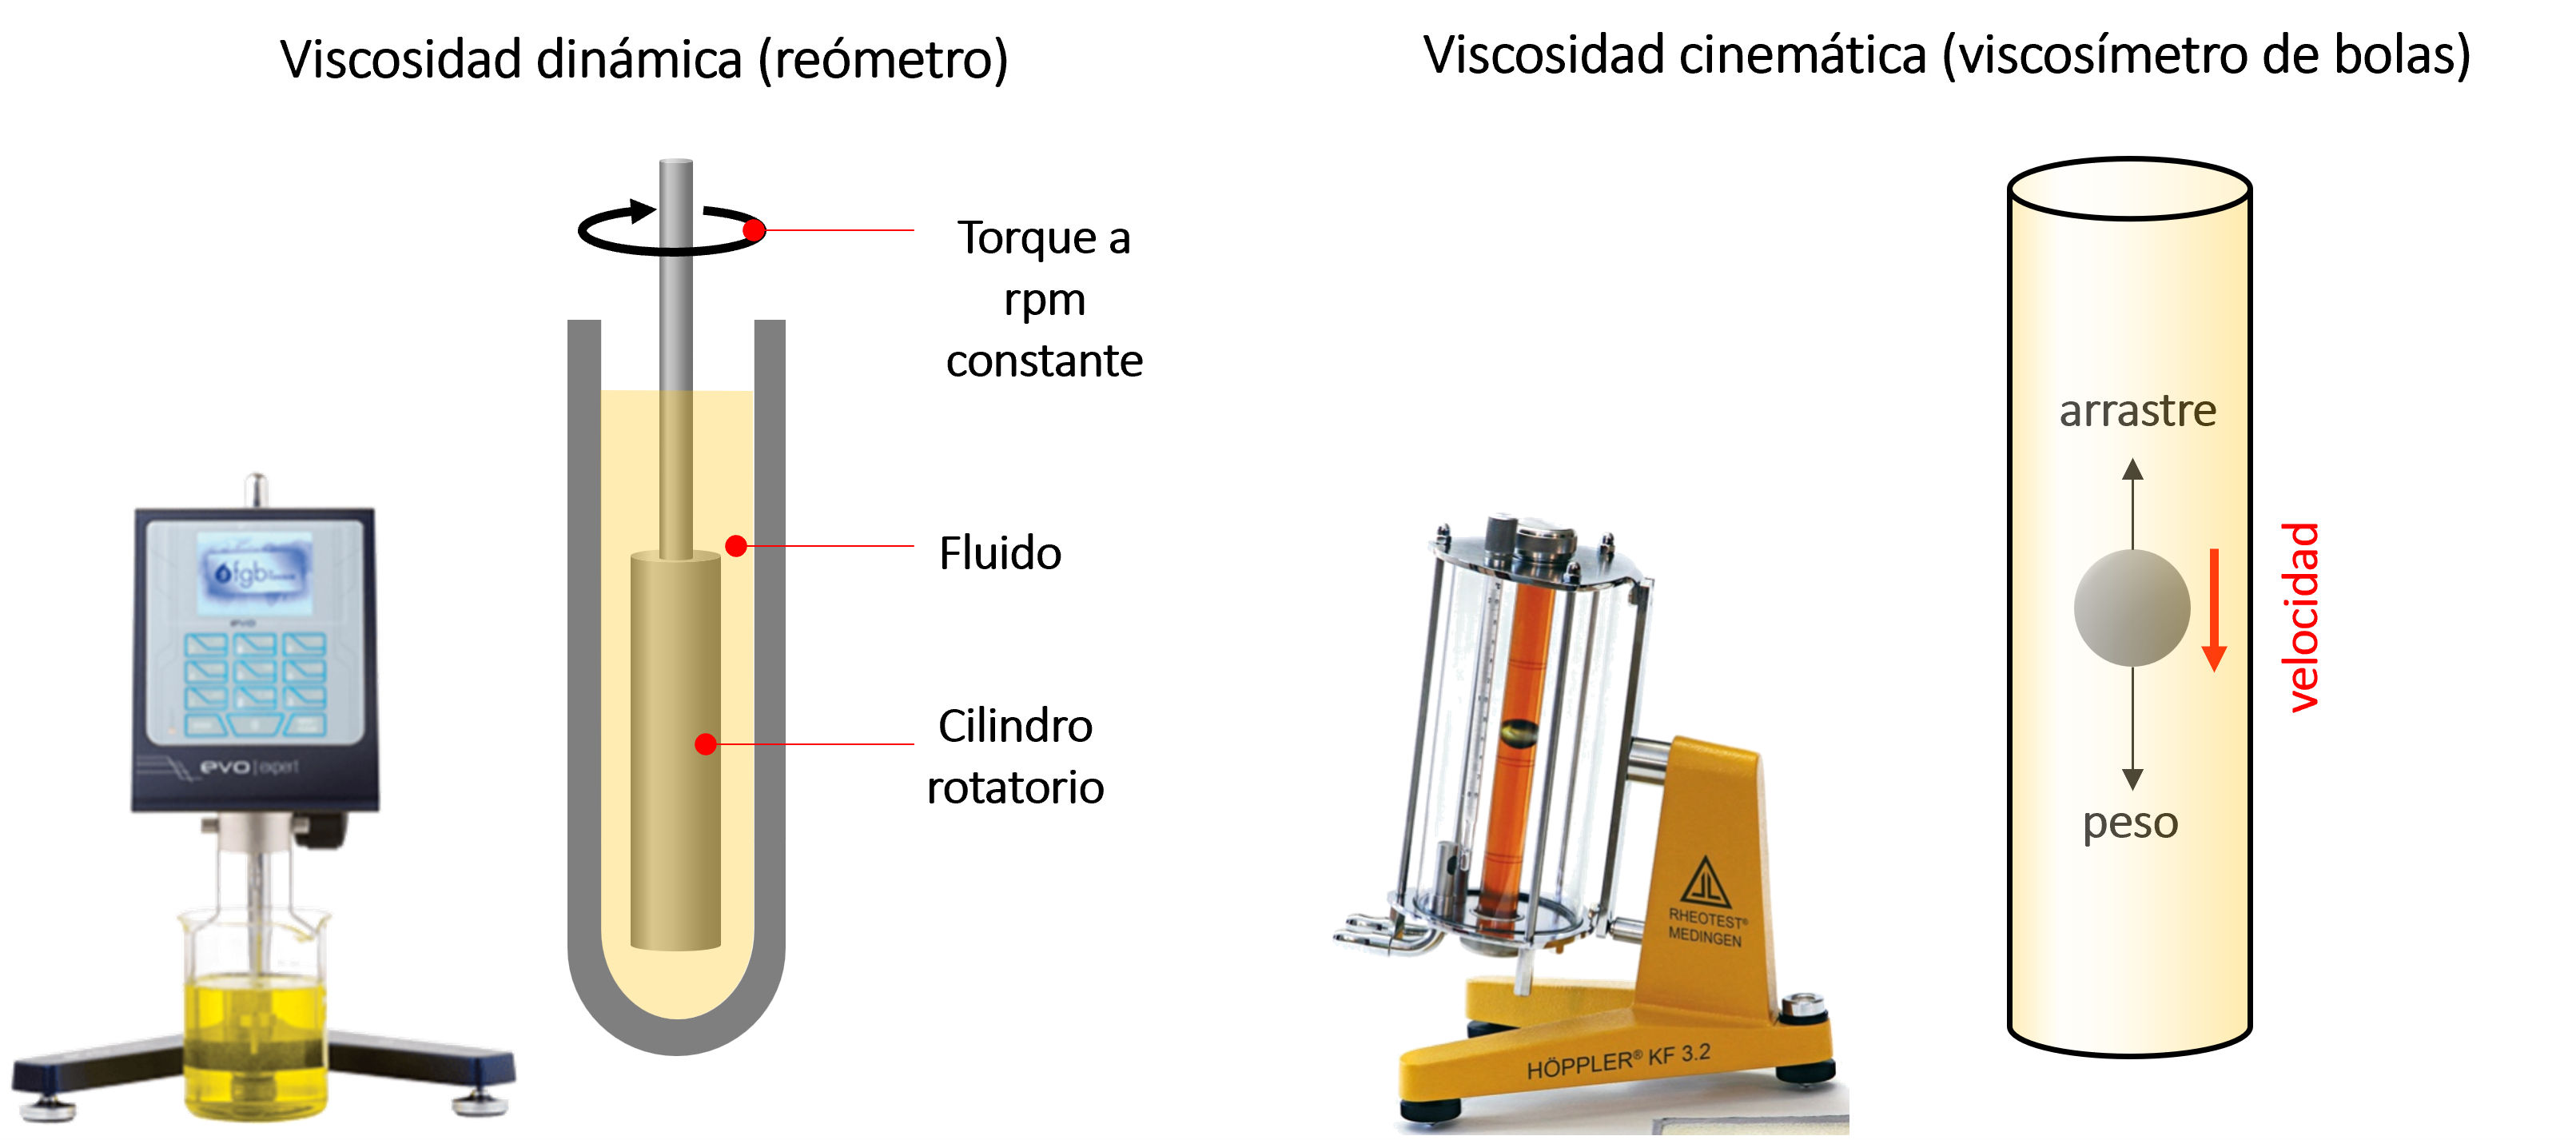 Viscosidad dinámica (reómetro)
Torque a
rpm
constante
Fluido
Cilindro
rotatorio
fgb
evo
evo expert
Viscosidad cinemática (viscosímetro de bolas)
arrastre
velocidad
peso
RHEOTEST®
MEDINGEN
HÖPPLER® KF 3.2